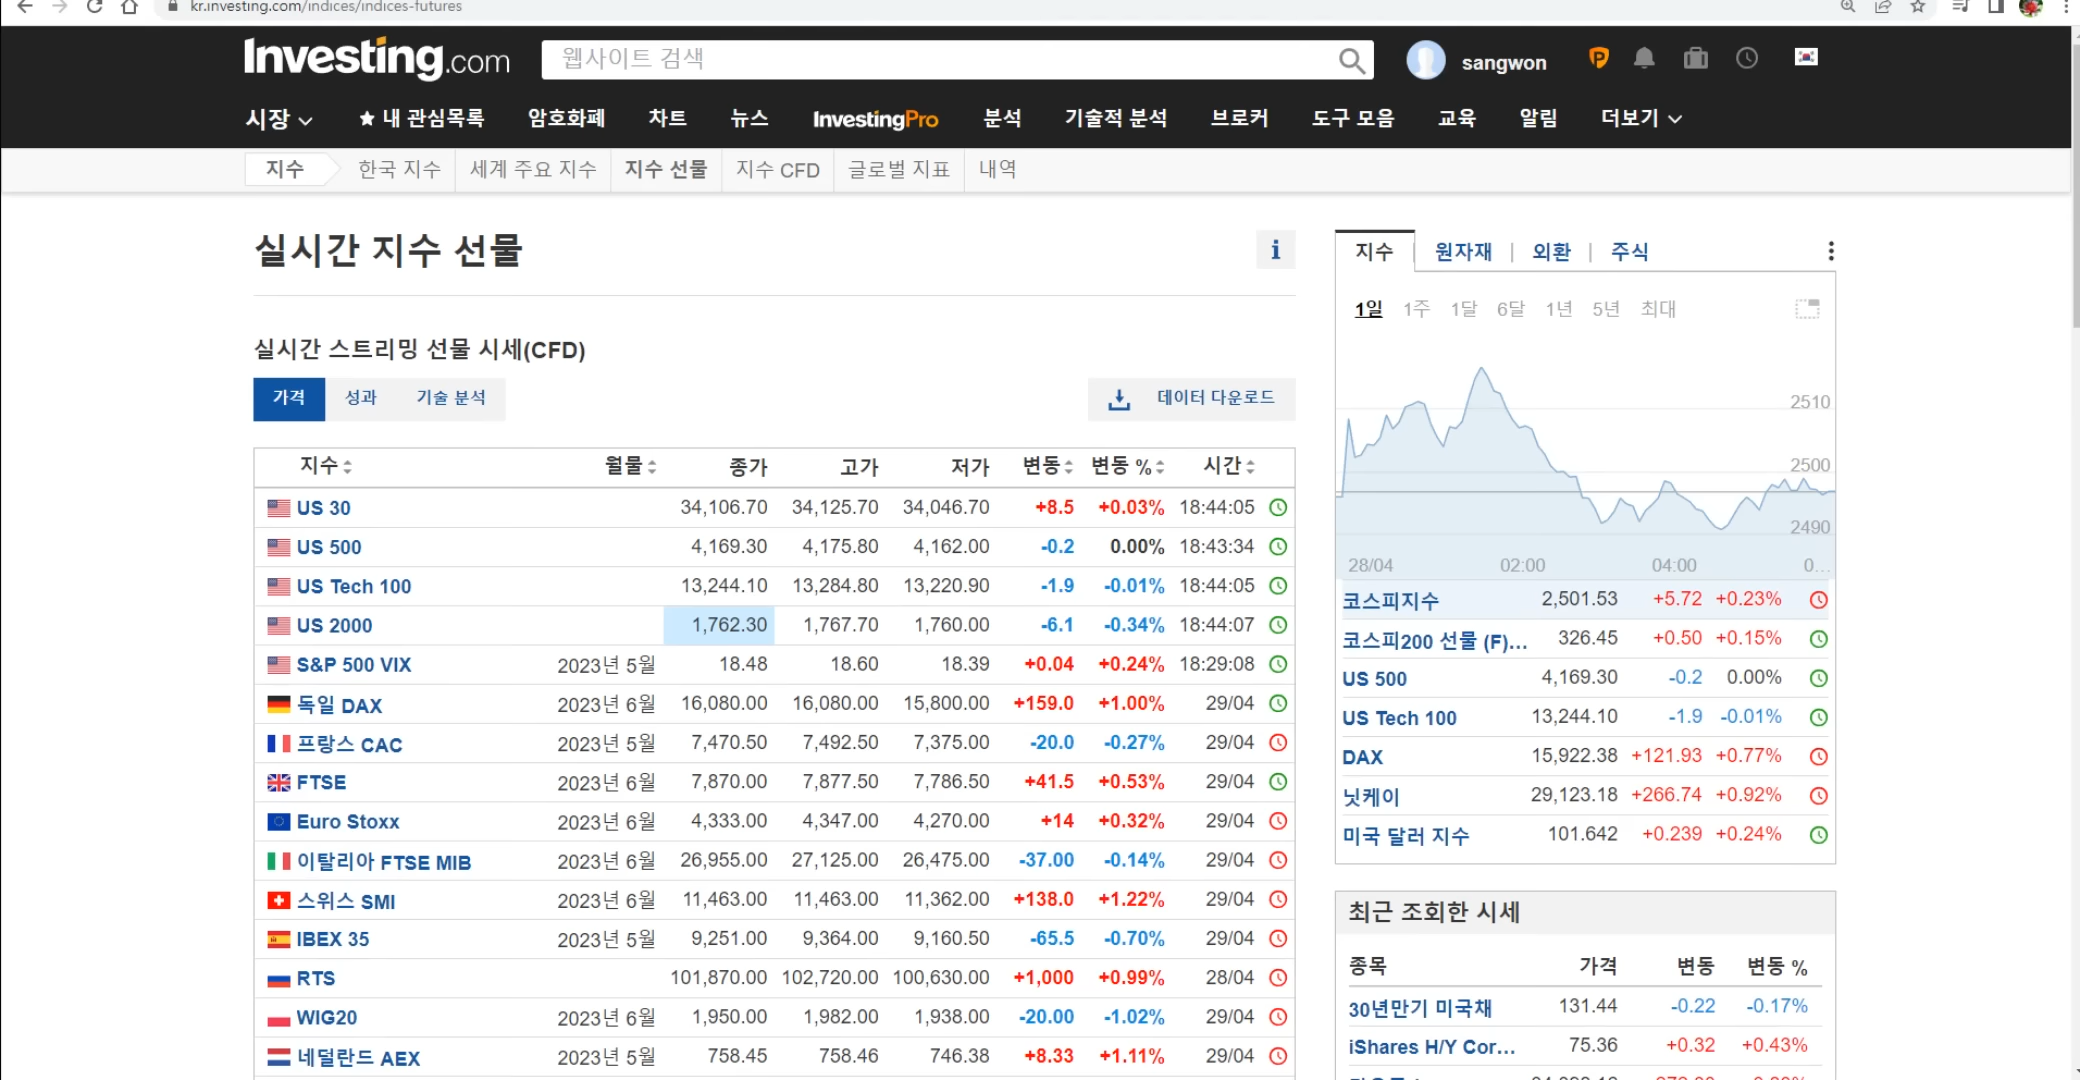 kr.investing.com/indices/indices-futures
Investing.com
웹사이트 검색
sangwon
시장
★ 내 관심목록
암호화폐
차트
뉴스
InvestingPro
분석
기술적 분석
브로커
도구 모음
교육
알림
더보기
지수
한국 지수
세계 주요 지수
지수 선물
지수 CFD
글로벌 지표
내역
실시간 지수 선물
i
실시간 스트리밍 선물 시세(CFD)
가격 성과 기술 분석
데이터 다운로드
지수 월물 종가 고가 저가 변동 변동 % 시간
US 30 34,106.70 34,125.70 34,046.70 +8.5 +0.03% 18:44:05
US 500 4,169.30 4,175.80 4,162.00 -0.2 0.00% 18:43:34
US Tech 100 13,244.10 13,284.80 13,220.90 -1.9 -0.01% 18:44:05
US 2000 1,762.30 1,767.70 1,760.00 -6.1 -0.34% 18:44:07
S&P 500 VIX 2023년 5월 18.48 18.60 18.39 +0.04 +0.24% 18:29:08
독일 DAX 2023년 6월 16,080.00 16,080.00 15,800.00 +159.0 +1.00% 29/04
프랑스 CAC 2023년 5월 7,470.50 7,492.50 7,375.00 -20.0 -0.27% 29/04
FTSE 2023년 6월 7,870.00 7,877.50 7,786.50 +41.5 +0.53% 29/04
Euro Stoxx 2023년 6월 4,333.00 4,347.00 4,270.00 +14 +0.32% 29/04
이탈리아 FTSE MIB 2023년 6월 26,955.00 27,125.00 26,475.00 -37.00 -0.14% 29/04
스위스 SMI 2023년 6월 11,463.00 11,463.00 11,362.00 +138.0 +1.22% 29/04
IBEX 35 2023년 5월 9,251.00 9,364.00 9,160.50 -65.5 -0.70% 29/04
RTS 101,870.00 102,720.00 100,630.00 +1,000 +0.99% 28/04
WIG20 2023년 6월 1,950.00 1,982.00 1,938.00 -20.00 -1.02% 29/04
네덜란드 AEX 2023년 5월 758.45 758.46 746.38 +8.33 +1.11% 29/04
지수 | 원자재 | 외환 | 주식
1일 1주 1달 6달 1년 5년 최대
2510
2500
2490
28/04 02:00 04:00 0...
코스피지수 2,501.53 +5.72 +0.23%
코스피200 선물 (F)... 326.45 +0.50 +0.15%
US 500 4,169.30 -0.2 0.00%
US Tech 100 13,244.10 -1.9 -0.01%
DAX 15,922.38 +121.93 +0.77%
닛케이 29,123.18 +266.74 +0.92%
미국 달러 지수 101.642 +0.239 +0.24%
최근 조회한 시세
종목 가격 변동 변동 %
30년만기 미국채 131.44 -0.22 -0.17%
iShares H/Y Cor... 75.36 +0.32 +0.43%